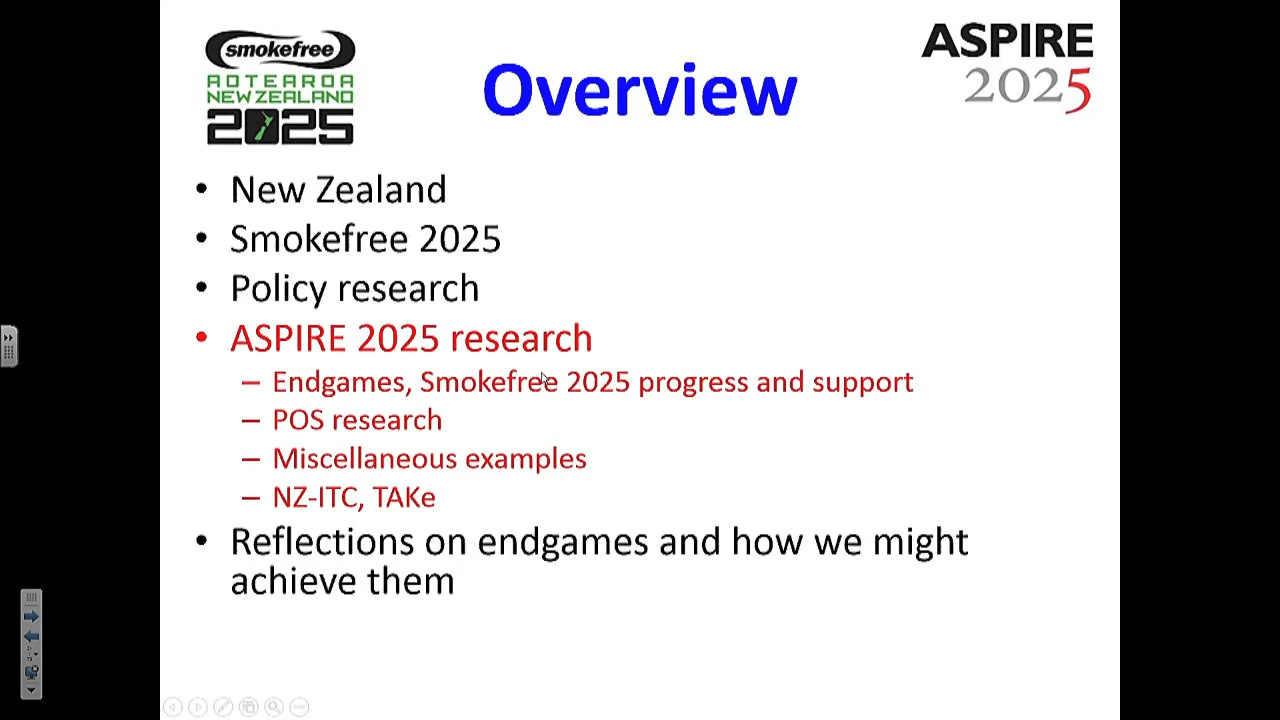 smokefree
AOTEAROA
NEW ZEALAND
2025
ASPIRE
2025
Overview
• New Zealand
• Smokefree 2025
• Policy research
• ASPIRE 2025 research
– Endgames, Smokefree 2025 progress and support
– POS research
– Miscellaneous examples
– NZ-ITC, TAKe
• Reflections on endgames and how we might
achieve them